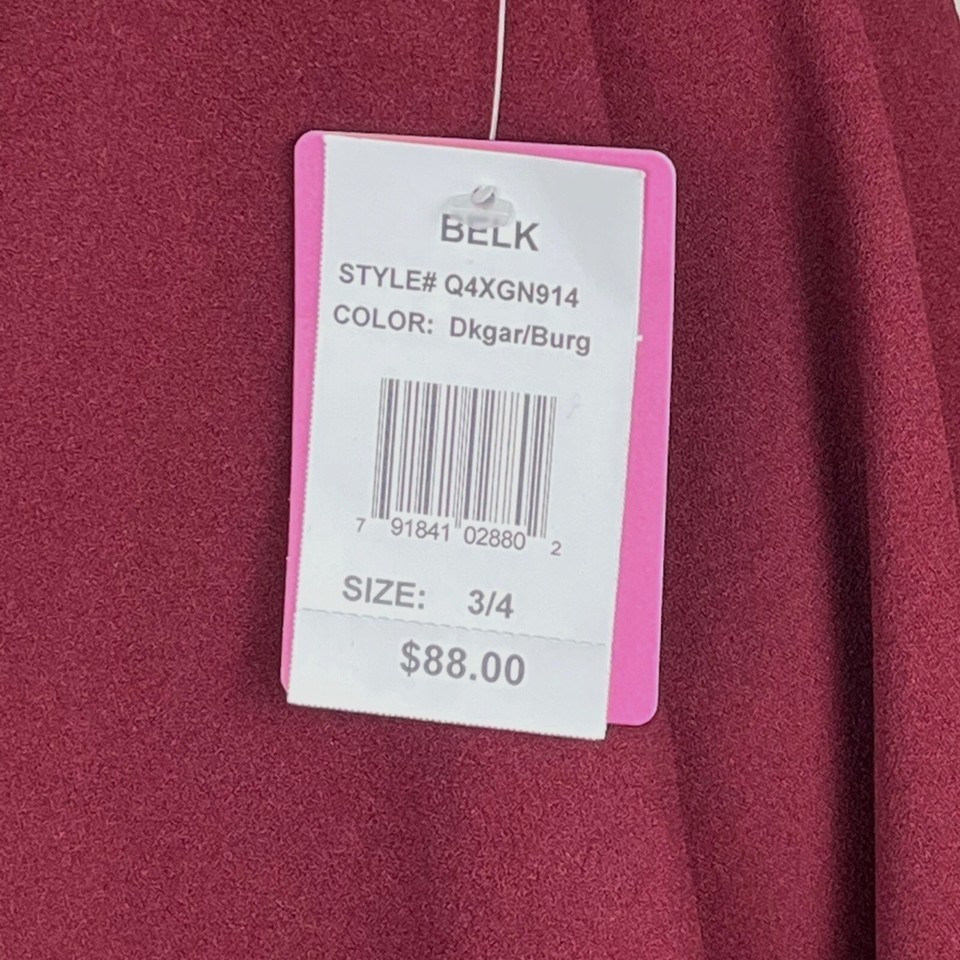 BELK
STYLE# Q4XGN914
COLOR: Dkgar/Burg
7 91841 02880 2
SIZE: 3/4
$88.00